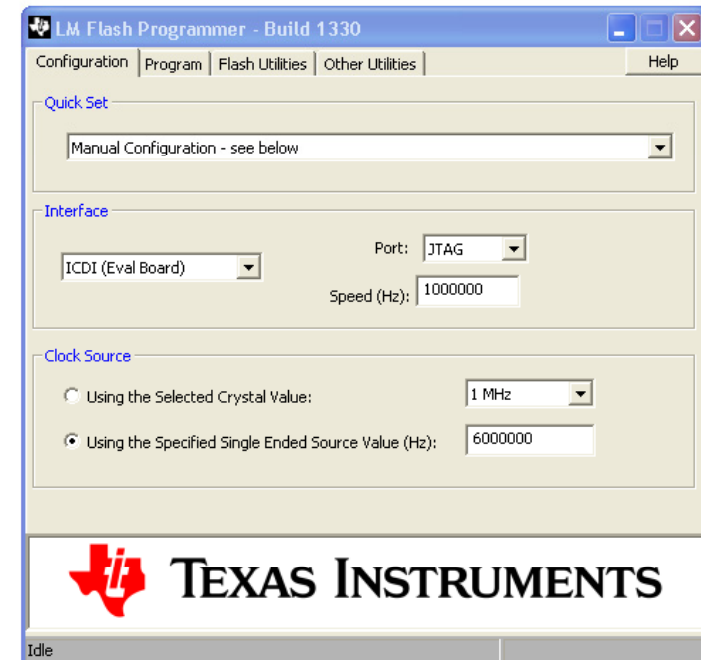 LM Flash Programmer - Build 1330
Configuration Program Flash Utilities Other Utilities Help
Quick Set
Manual Configuration - see below
Interface
ICDI (Eval Board)
Port: JTAG
Speed (Hz): 1000000
Clock Source
Using the Selected Crystal Value: 1 MHz
Using the Specified Single Ended Source Value (Hz): 6000000
TEXAS INSTRUMENTS
Idle